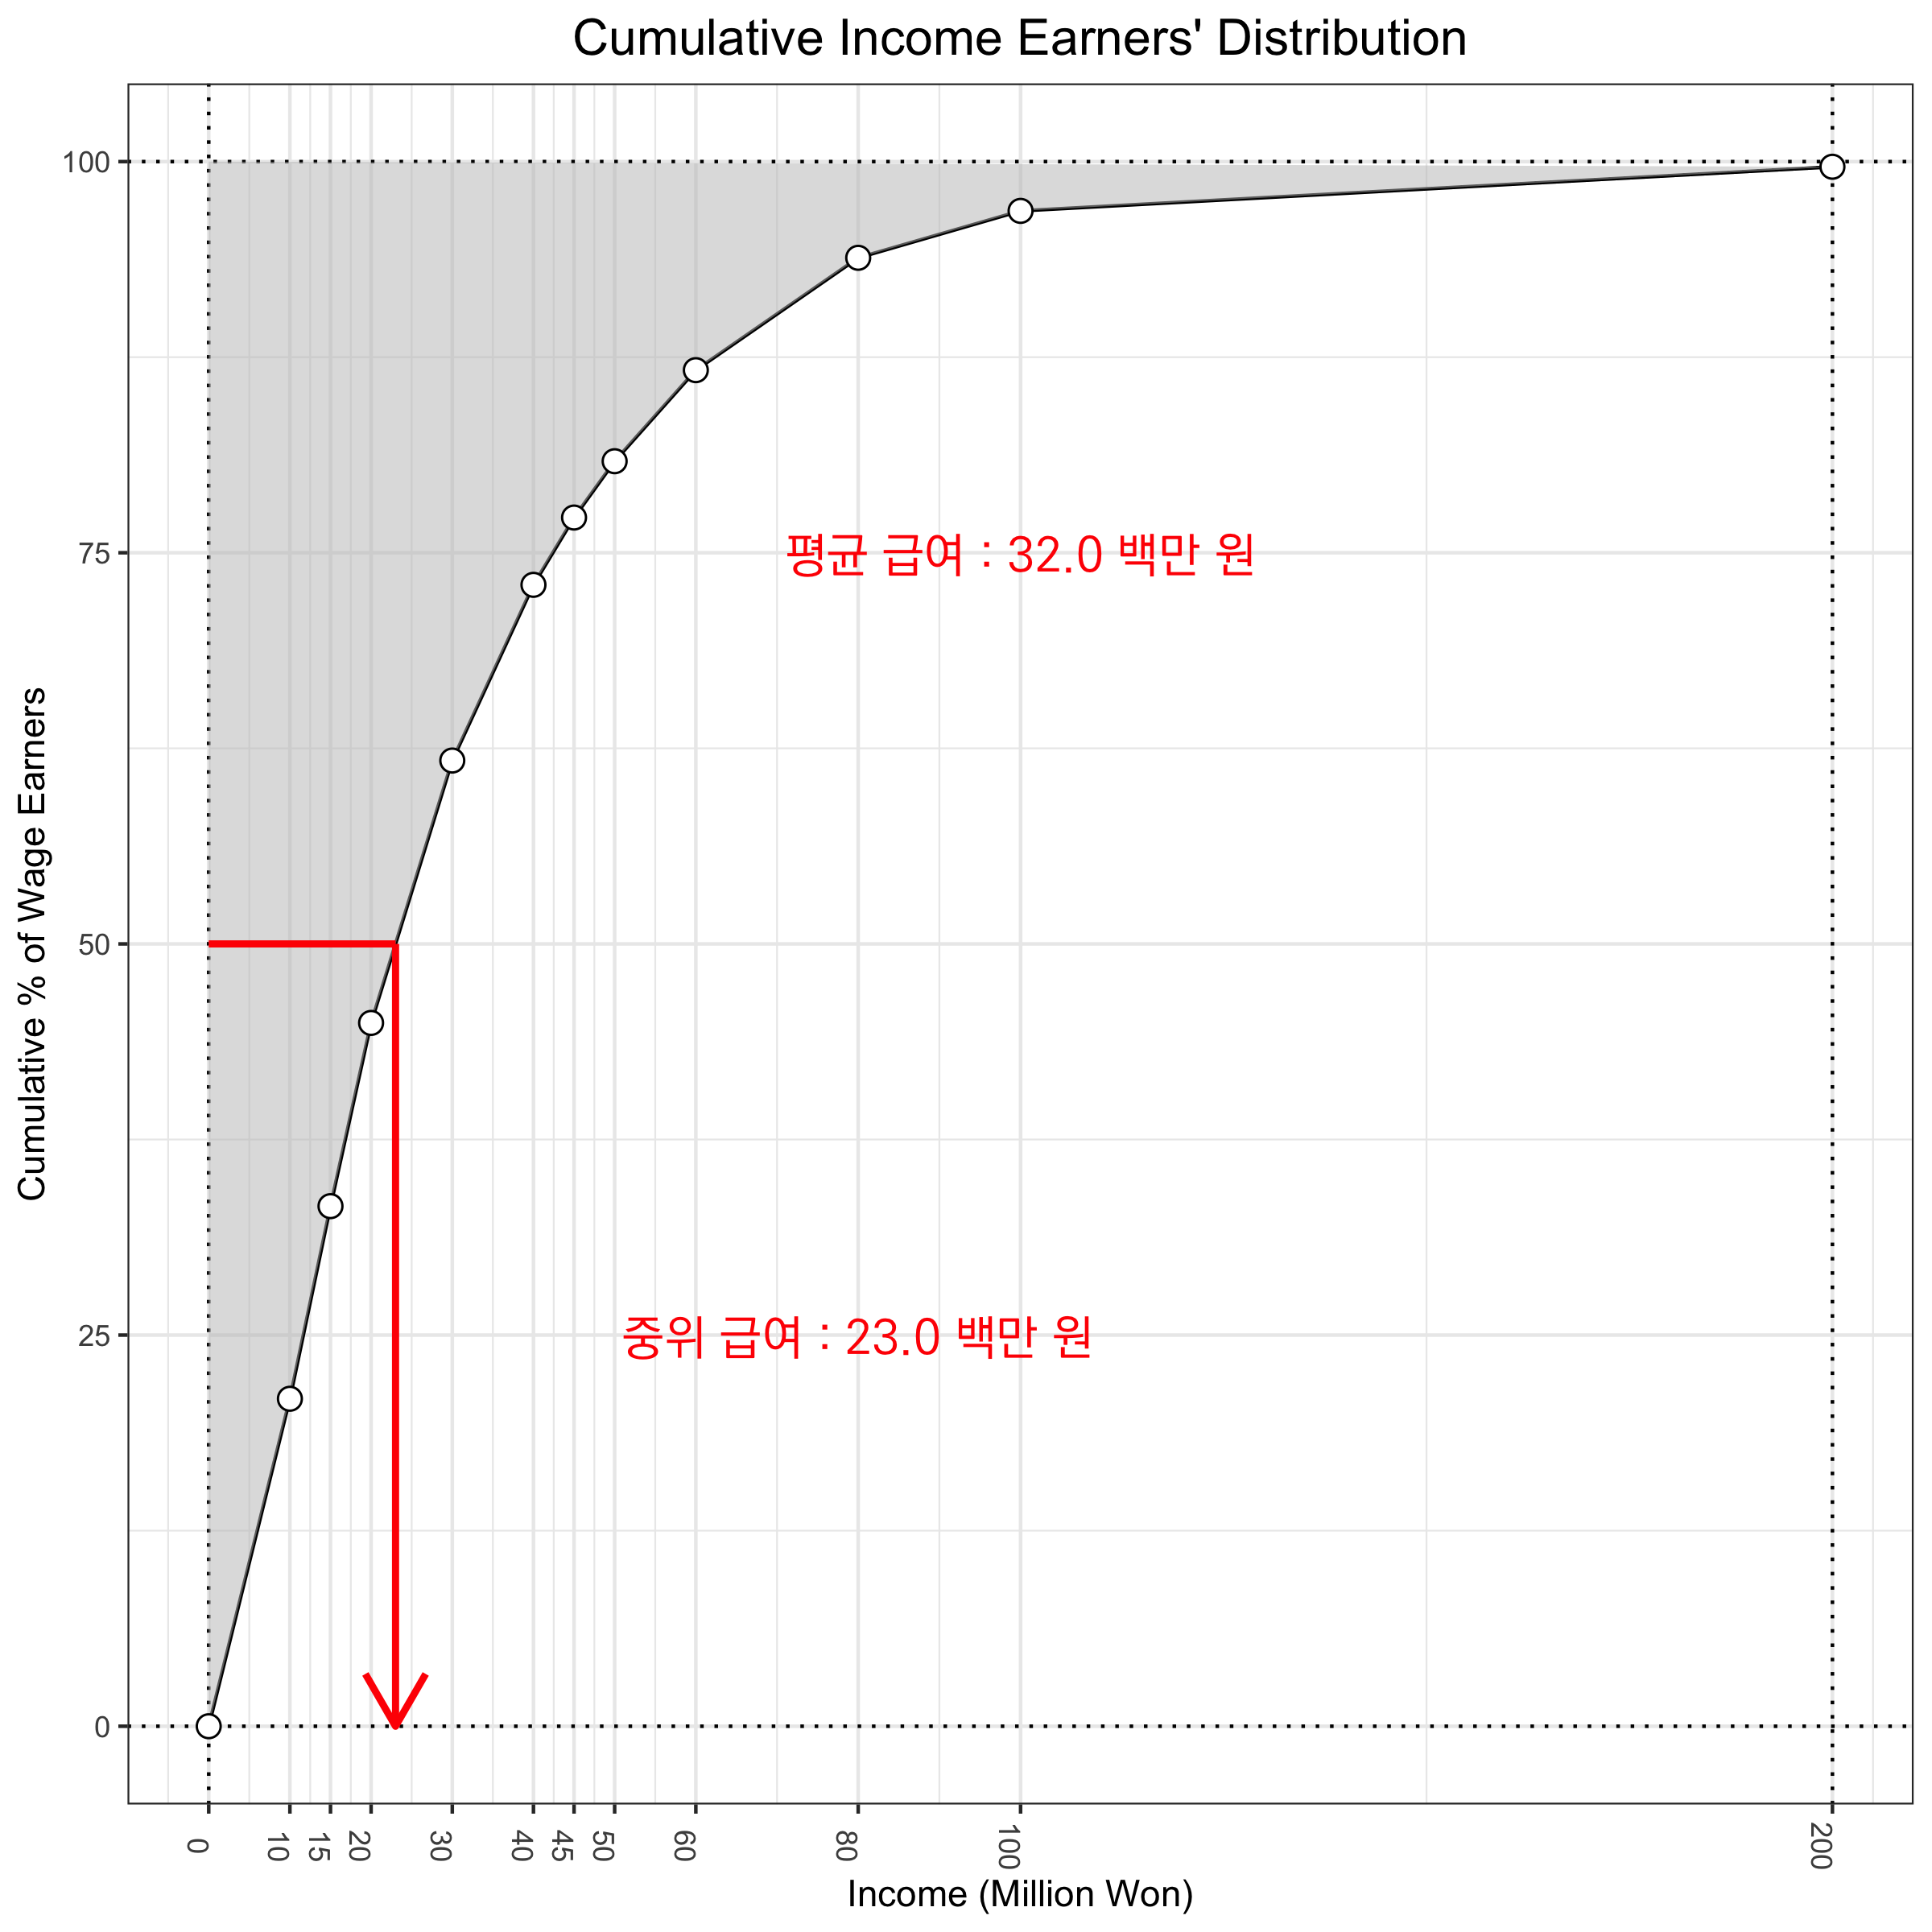 Cumulative Income Earners' Distribution
Cumulative % of Wage Earners
100
75
50
25
0
평균 급여 : 32.0 백만 원
중위 급여 : 23.0 백만 원
0 10 15 20 30 40 45 50 60 80 100 200
Income (Million Won)